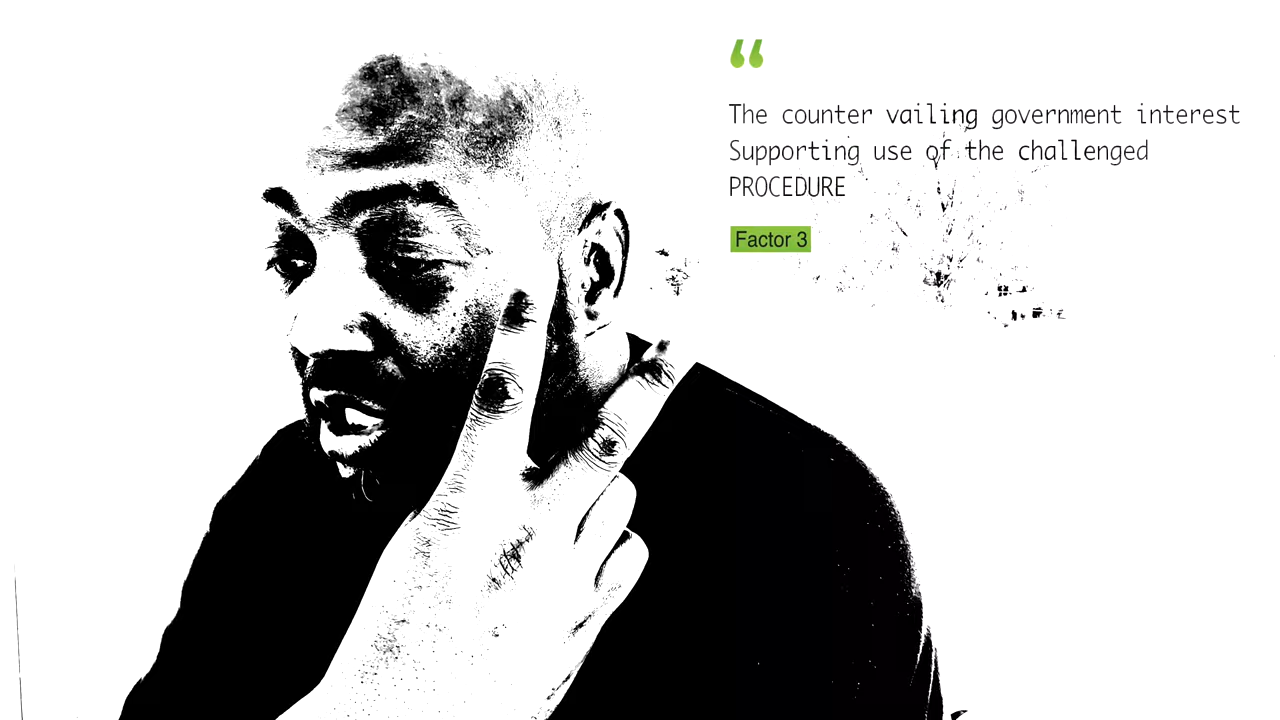 “
The counter vailing government interest
Supporting use of the challenged
PROCEDURE
Factor 3